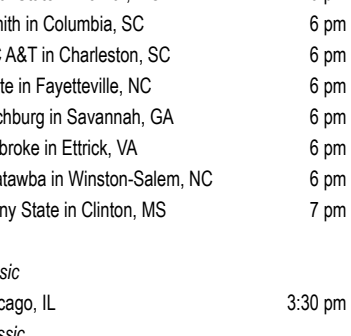 nith in Columbia, SC 6 pm
C A&T in Charleston, SC 6 pm
te in Fayetteville, NC 6 pm
chburg in Savannah, GA 6 pm
broke in Ettrick, VA 6 pm
atawba in Winston-Salem, NC 6 pm
ny State in Clinton, MS 7 pm
sic
cago, IL 3:30 pm
ssic